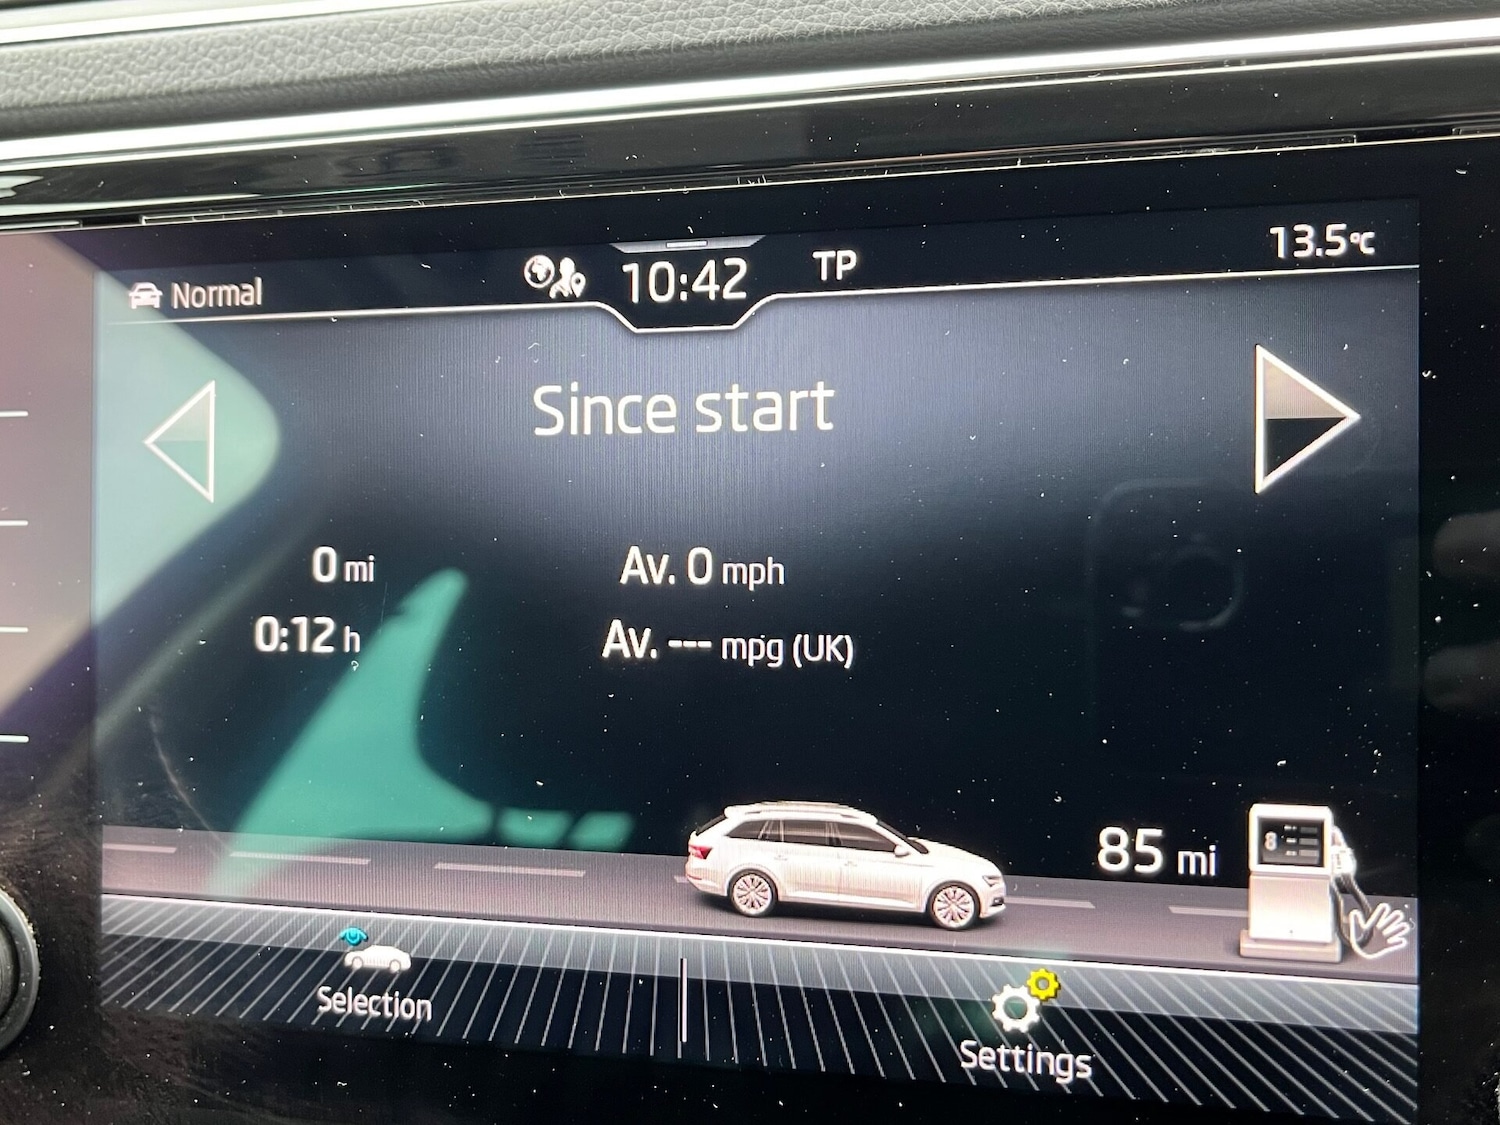 Normal
10:42
TP
13.5°C
Since start
0 mi
Av. 0 mph
0:12 h
Av. --- mpg (UK)
85 mi
8
Selection
Settings